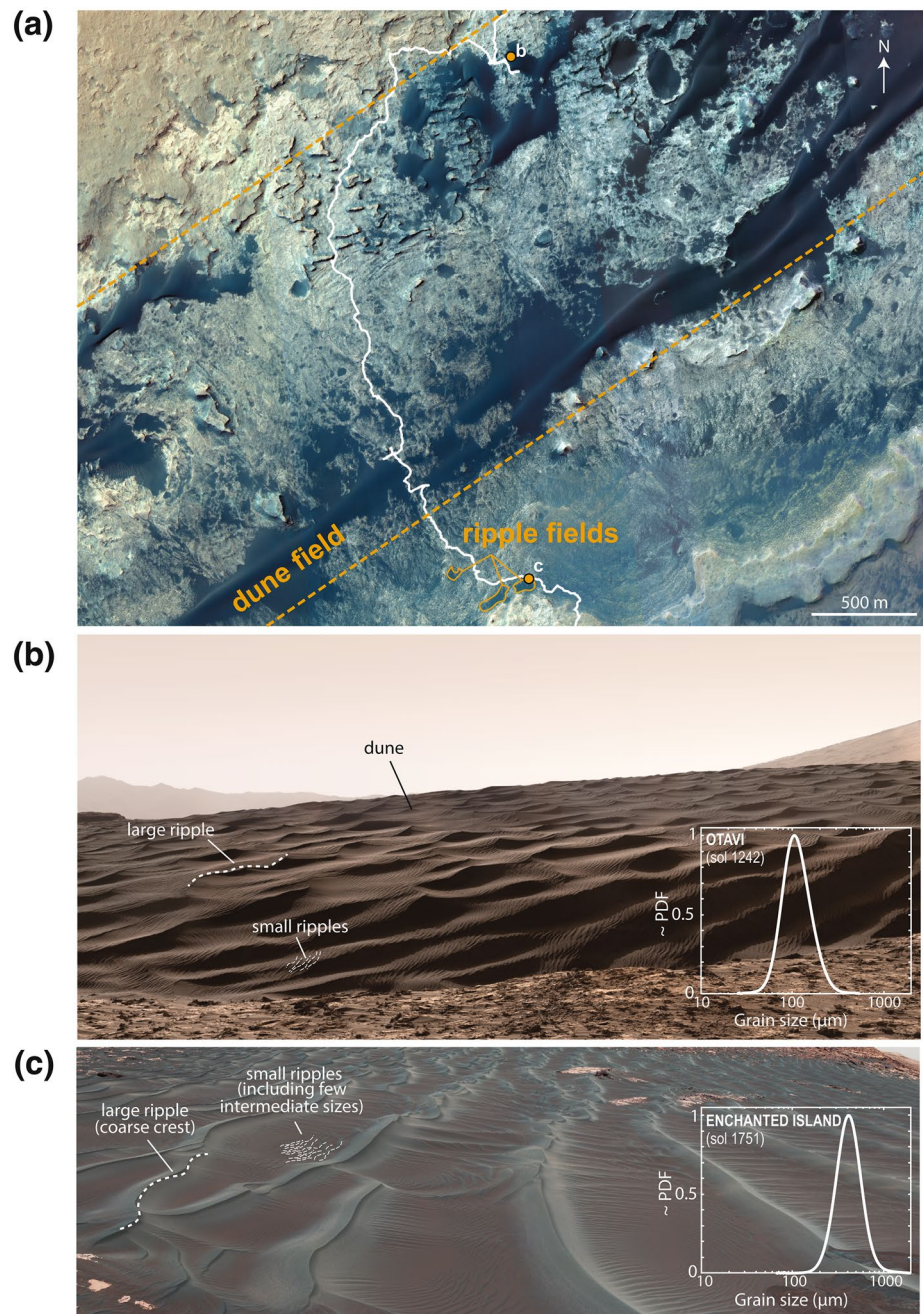 (a)
b
N
dune field
ripple fields
c
500 m
(b)
dune
large ripple
small ripples
OTAVI
(sol 1242)
1
0.5
0
~ PDF
10
100
1000
Grain size (µm)
(c)
small ripples
(including few
intermediate sizes)
large ripple
(coarse crest)
ENCHANTED ISLAND
(sol 1751)
1
0.5
0
~ PDF
10
100
1000
Grain size (µm)